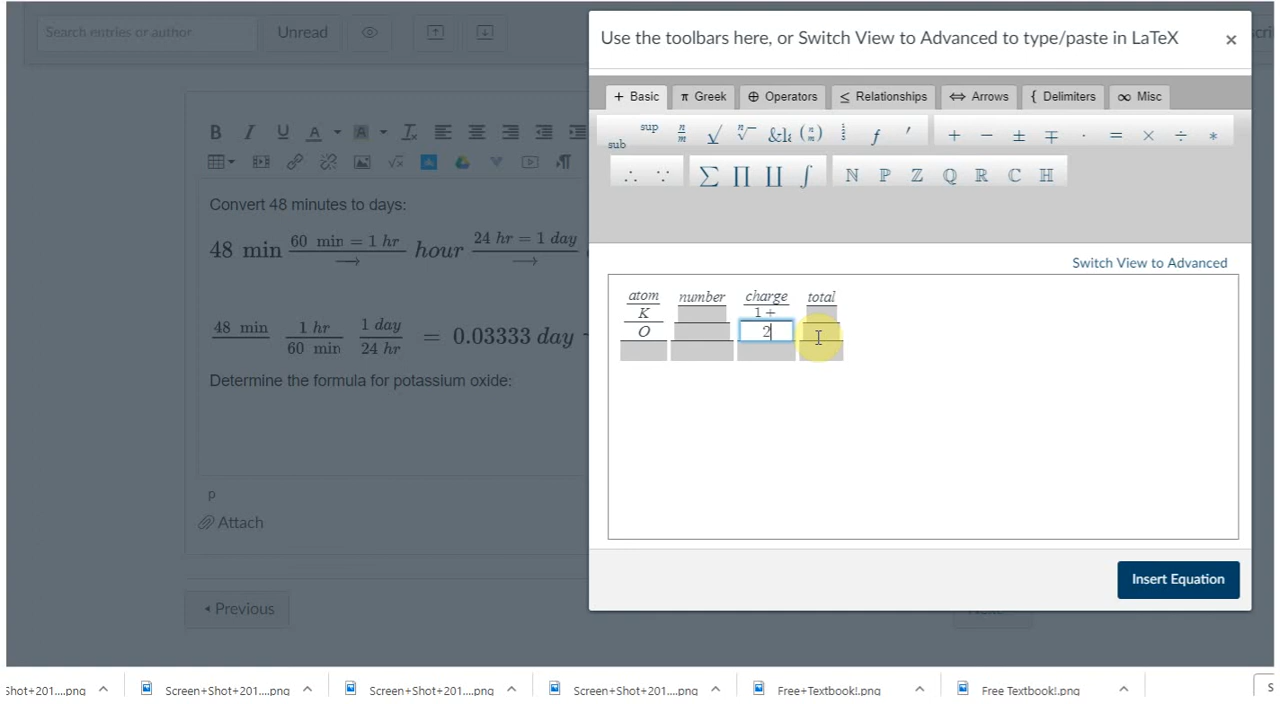 Search entries or author Unread
Use the toolbars here, or Switch View to Advanced to type/paste in LaTeX ×
+ Basic π Greek ⊕ Operators ≤ Relationships ⇔ Arrows { Delimiters ∞ Misc
sub sup n/m √ n√ &la (n m) f ′ + − ± ∓ · = × ÷ *
∴ ∵ ∑ ∏ ∐ ∫ ℕ ℙ ℤ ℚ ℝ ℂ ℍ
B I U A A Tx
Switch View to Advanced
Convert 48 minutes to days:
48 min 60 min = 1 hr → hour 24 hr = 1 day →
48 min 1 hr/60 min 1 day/24 hr = 0.03333 day
Determine the formula for potassium oxide:
atom number charge total
K 1 +
O 2
p
Attach
Insert Equation
Previous
Shot+201....png Screen+Shot+201....png Screen+Shot+201....png Screen+Shot+201....png Free+Textbook!.png Free Textbook!.png S